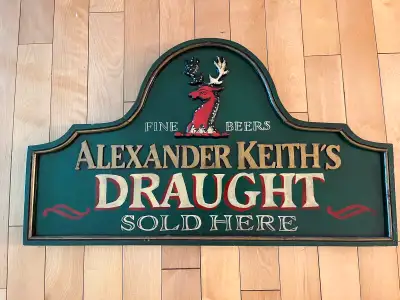 FINE BEERS
ALEXANDER KEITH'S
DRAUGHT
SOLD HERE